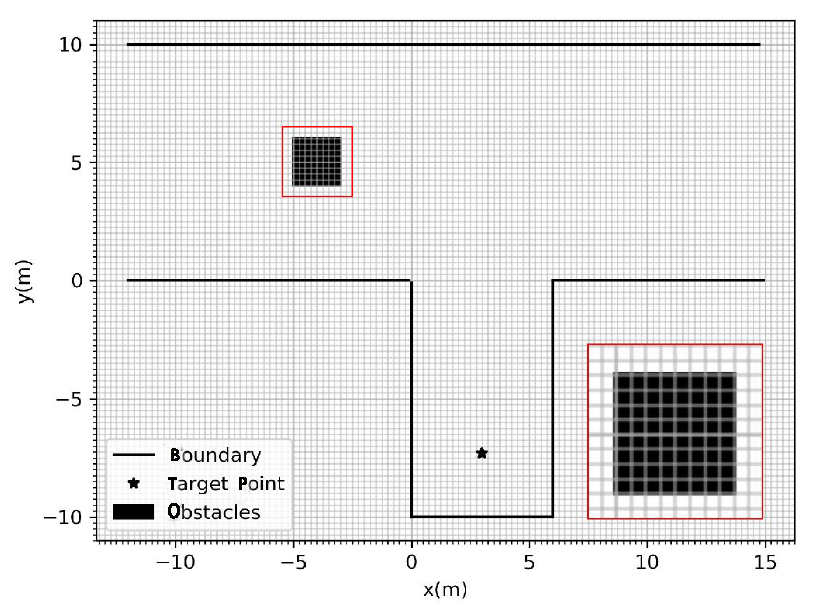 10
5
0
−5
−10
y(m)
Boundary
Target Point
Obstacles
−10 −5 0 5 10 15
x(m)